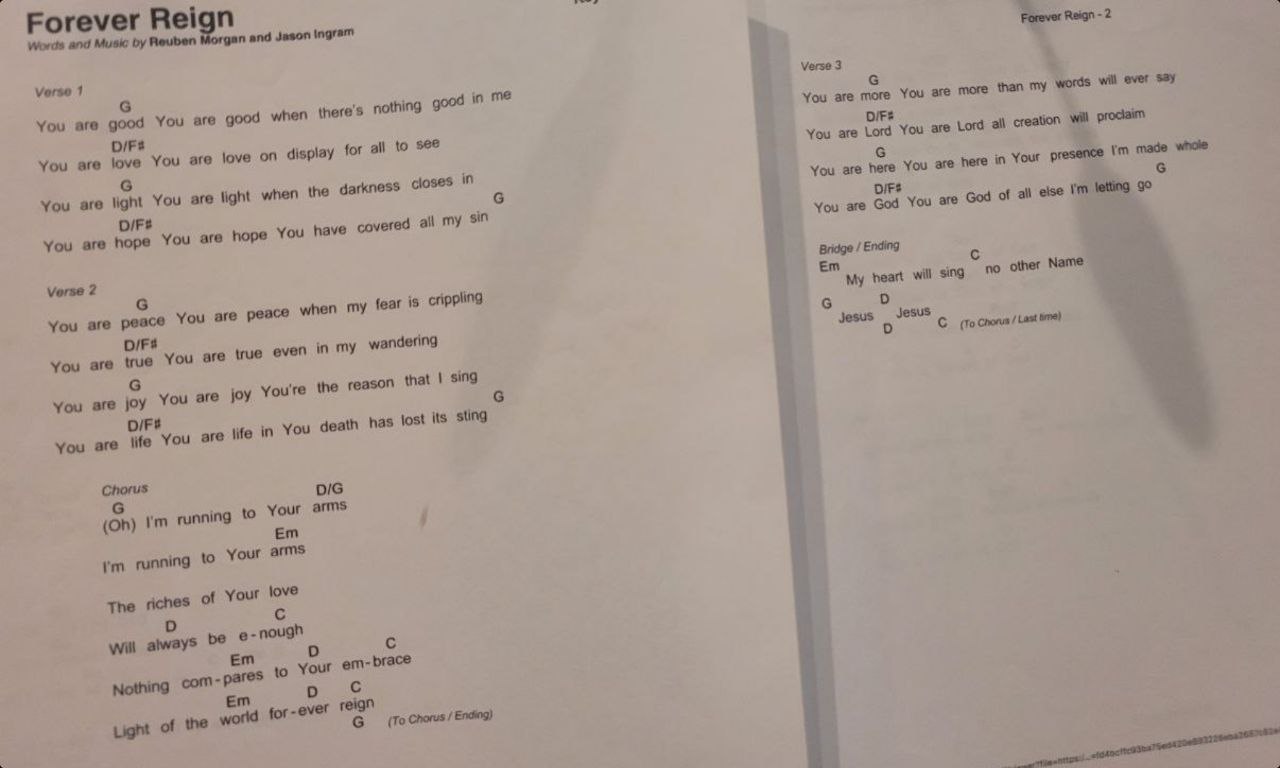 Forever Reign
Words and Music by Reuben Morgan and Jason Ingram
Verse 1
G
You are good You are good when there's nothing good in me
D/F#
You are love You are love on display for all to see
G
You are light You are light when the darkness closes in
D/F# G
You are hope You are hope You have covered all my sin
Verse 2
G
You are peace You are peace when my fear is crippling
D/F#
You are true You are true even in my wandering
G
You are joy You are joy You're the reason that I sing
D/F# G
You are life You are life in You death has lost its sting
Chorus
G D/G
(Oh) I'm running to Your arms
Em
I'm running to Your arms
The riches of Your love
D C
Will always be e-nough
Em D C
Nothing com-pares to Your em-brace
Em D C
Light of the world for-ever reign
G (To Chorus / Ending)
Forever Reign - 2
Verse 3
G
You are more You are more than my words will ever say
D/F#
You are Lord You are Lord all creation will proclaim
G
You are here You are here in Your presence I'm made whole
D/F# G
You are God You are God of all else I'm letting go
Bridge / Ending
Em C
My heart will sing no other Name
G D
Jesus Jesus
D C (To Chorus / Last time)